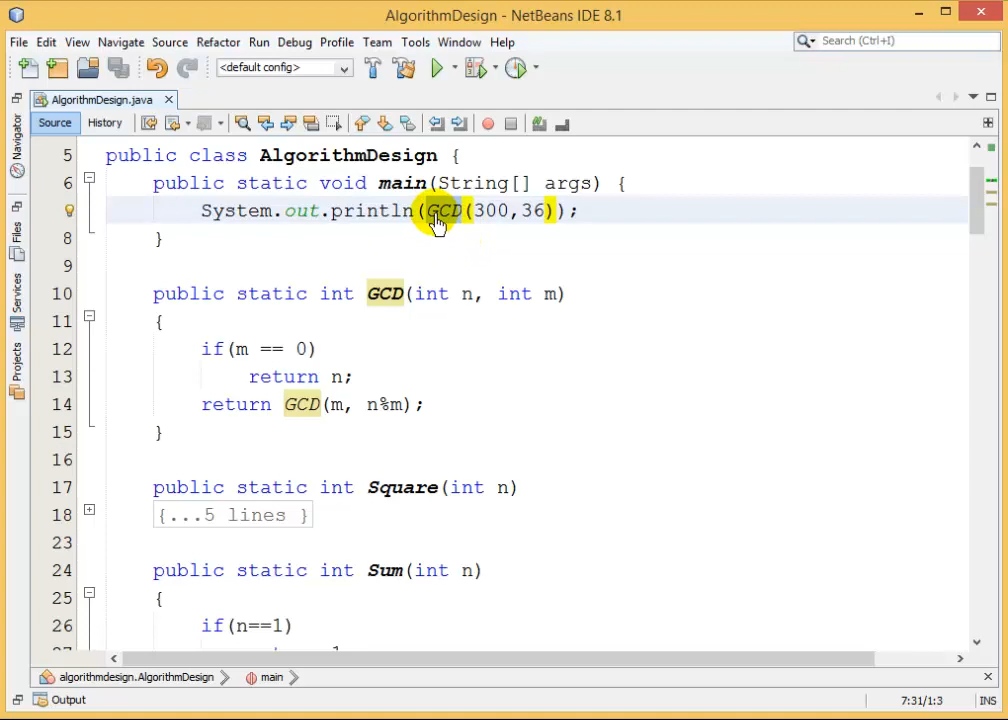 AlgorithmDesign - NetBeans IDE 8.1
File Edit View Navigate Source Refactor Run Debug Profile Team Tools Window Help
Search (Ctrl+I)
<default config>
AlgorithmDesign.java
Source History
Navigator
Files
Services
Projects
5 public class AlgorithmDesign {
6 public static void main(String[] args) {
System.out.println(GCD(300,36));
8 }
9
10 public static int GCD(int n, int m)
11 {
12 if(m == 0)
13 return n;
14 return GCD(m, n%m);
15 }
16
17 public static int Square(int n)
18 {...5 lines }
23
24 public static int Sum(int n)
25 {
26 if(n==1)
algorithmdesign.AlgorithmDesign main
Output
7:31/1:3 INS